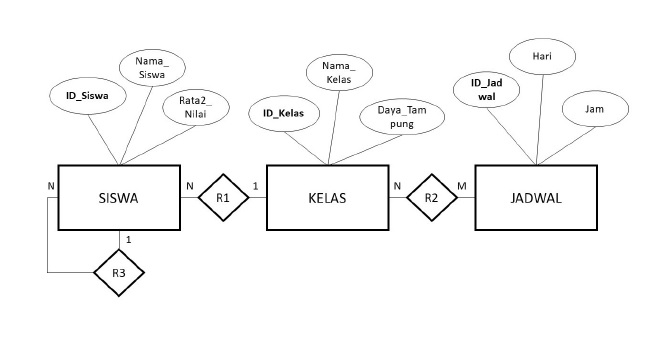 Hari
Nama_
Siswa
Nama_
Kelas
ID_Jad
wal
ID_Siswa
Rata2_
Nilai
ID_Kelas
Daya_Tam
pung
Jam
N
SISWA
N
R1
1
KELAS
N
R2
M
JADWAL
1
R3